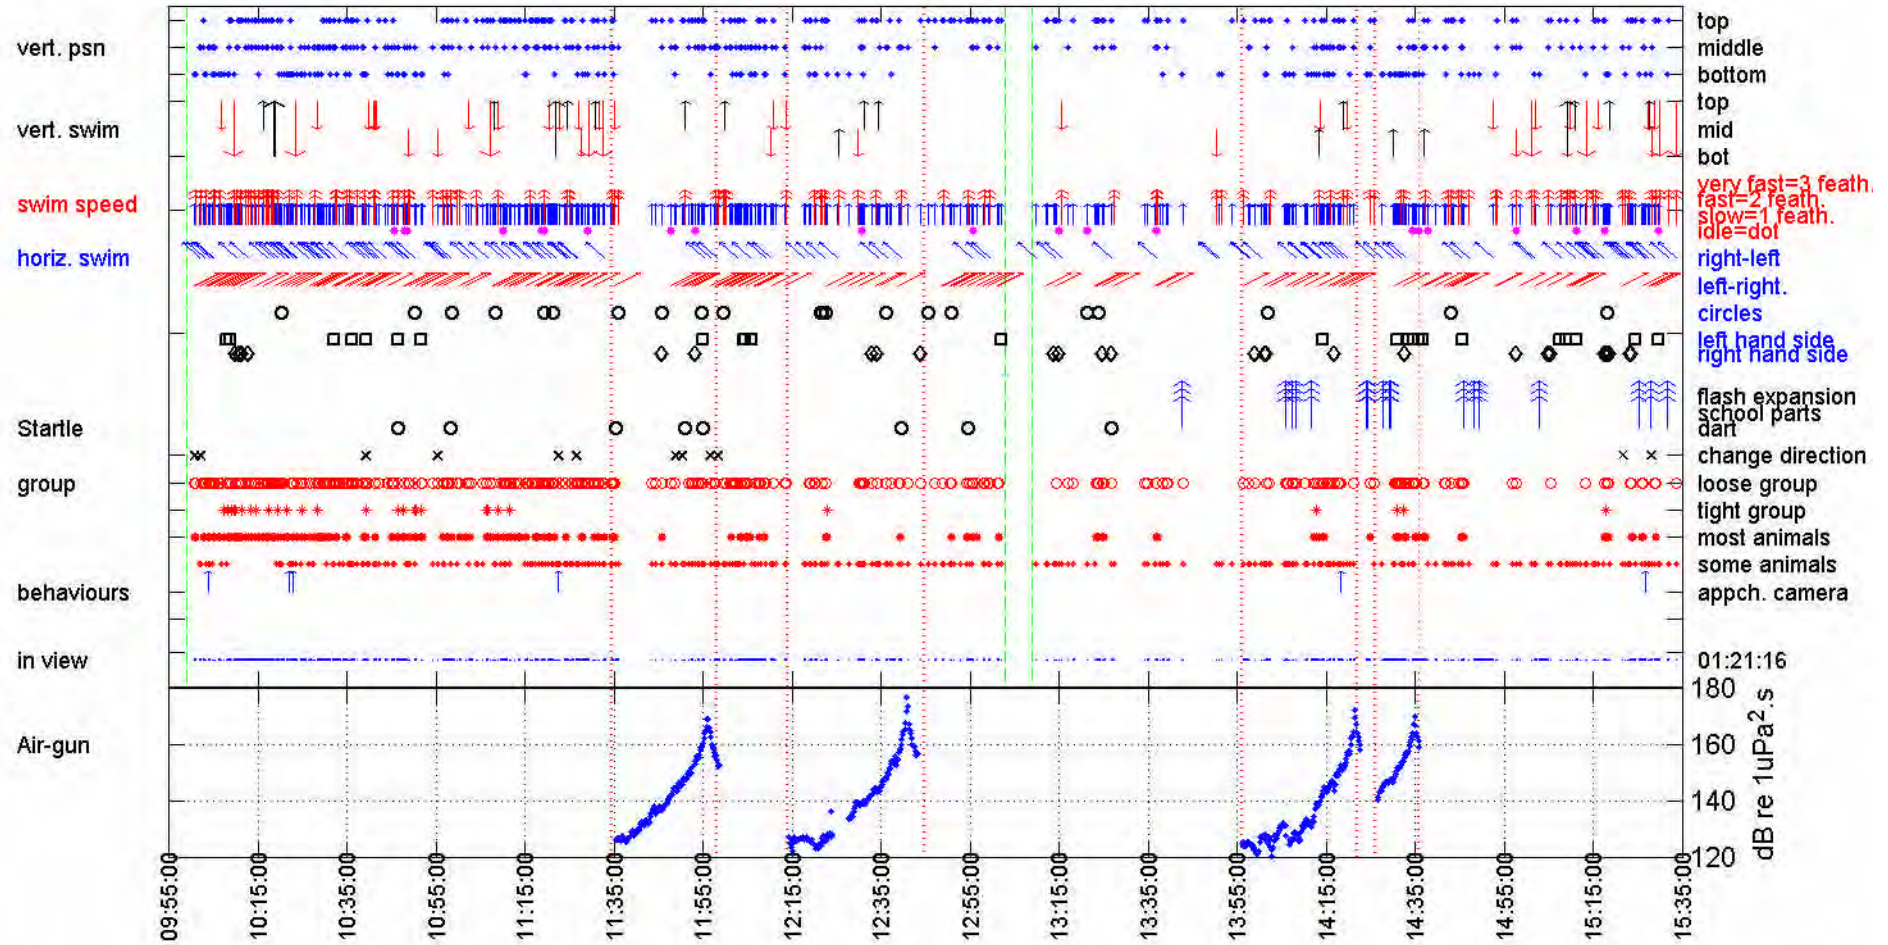 vert. psn
top
middle
bottom
vert. swim
top
mid
bot
swim speed
very fast=3 feath.
fast=2 feath.
slow=1 feath.
idle=dot
horiz. swim
right-left
left-right.
circles
left hand side
right hand side
flash expansion
school parts
dart
Startle
change direction
group
loose group
tight group
most animals
some animals
behaviours
appch. camera
in view
01:21:16
Air-gun
180
160
140
120
dB re 1uPa².s
09:55:00
10:15:00
10:35:00
10:55:00
11:15:00
11:35:00
11:55:00
12:15:00
12:35:00
12:55:00
13:15:00
13:35:00
13:55:00
14:15:00
14:35:00
14:55:00
15:15:00
15:35:00